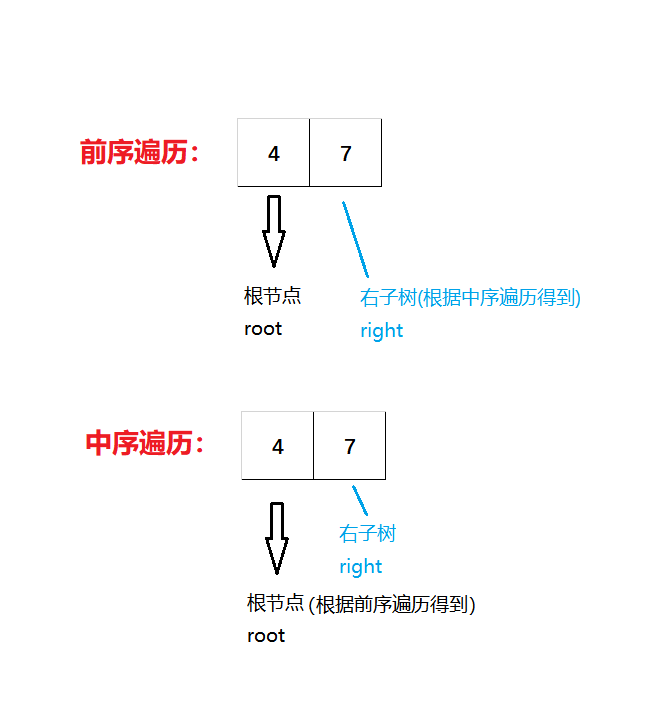 前序遍历：
4 7
根节点
root
右子树(根据中序遍历得到)
right
中序遍历：
4 7
右子树
right
根节点 (根据前序遍历得到)
root